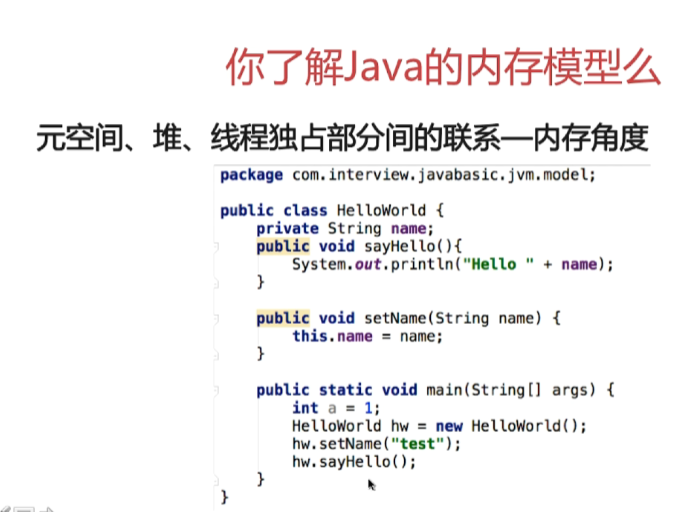 你了解Java的内存模型么
元空间、堆、线程独占部分间的联系—内存角度
package com.interview.javabasic.jvm.model;
public class HelloWorld {
    private String name;
    public void sayHello(){
        System.out.println("Hello " + name);
    }
    public void setName(String name) {
        this.name = name;
    }
    public static void main(String[] args) {
        int a = 1;
        HelloWorld hw = new HelloWorld();
        hw.setName("test");
        hw.sayHello();
    }
}